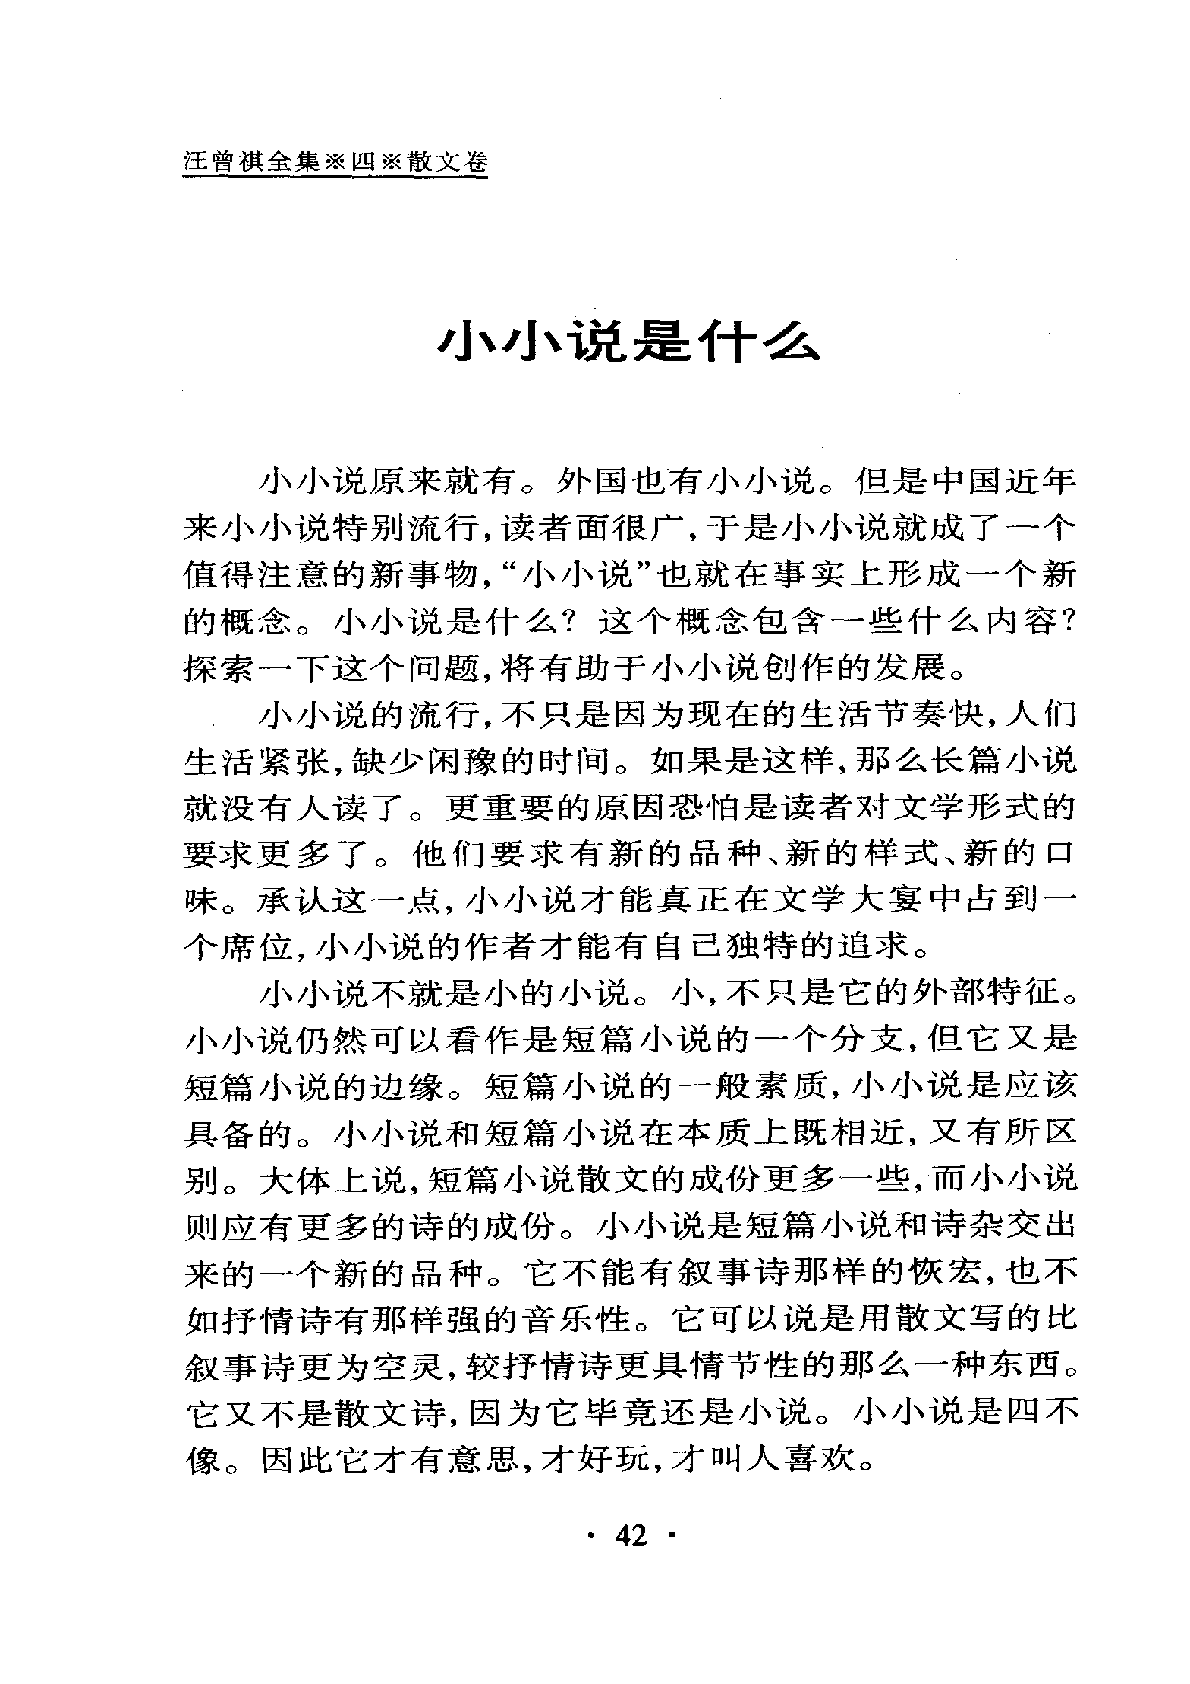 汪曾祺全集※四※散文卷
小小说是什么
小小说原来就有。外国也有小小说。但是中国近年
来小小说特别流行,读者面很广,于是小小说就成了一个
值得注意的新事物,“小小说”也就在事实上形成一个新
的概念。小小说是什么?这个概念包含一些什么内容?
探索一下这个问题,将有助于小小说创作的发展。
小小说的流行,不只是因为现在的生活节奏快,人们
生活紧张,缺少闲豫的时间。如果是这样,那么长篇小说
就没有人读了。更重要的原因恐怕是读者对文学形式的
要求更多了。他们要求有新的品种、新的样式、新的口
味。承认这一点,小小说才能真正在文学大宴中占到一
个席位,小小说的作者才能有自己独特的追求。
小小说不就是小的小说。小,不只是它的外部特征。
小小说仍然可以看作是短篇小说的一个分支,但它又是
短篇小说的边缘。短篇小说的一般素质,小小说是应该
具备的。小小说和短篇小说在本质上既相近,又有所区
别。大体上说,短篇小说散文的成份更多一些,而小小说
则应有更多的诗的成份。小小说是短篇小说和诗杂交出
来的一个新的品种。它不能有叙事诗那样的恢宏,也不
如抒情诗有那样强的音乐性。它可以说是用散文写的比
叙事诗更为空灵,较抒情诗更具情节性的那么一种东西。
它又不是散文诗,因为它毕竟还是小说。小小说是四不
像。因此它才有意思,才好玩,才叫人喜欢。
· 42 ·